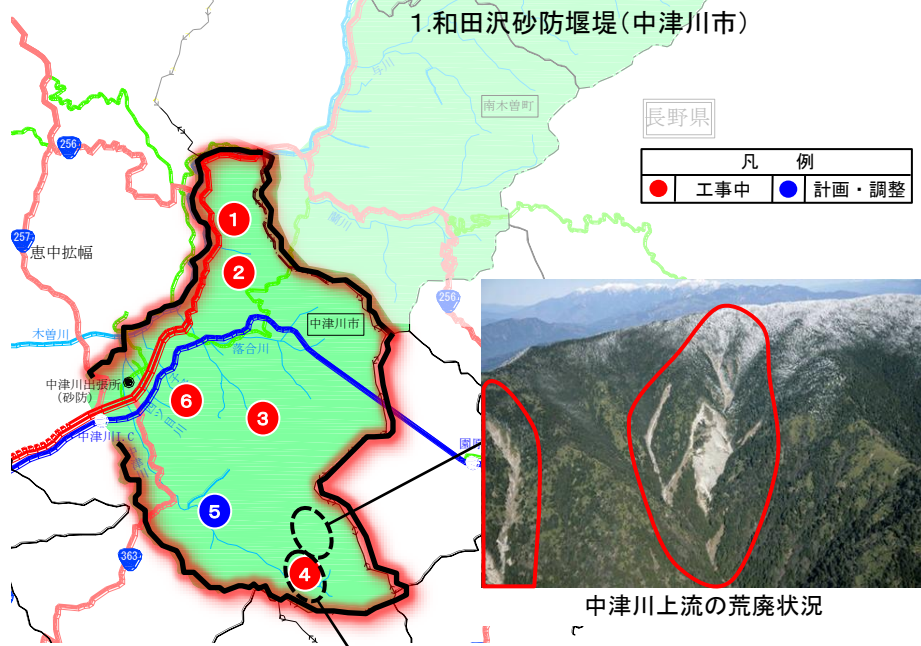 1.和田沢砂防堰堤(中津川市)
南木曽町
長野県
凡 例
工事中
計画・調整
256
257
恵中拡幅
1
2
256
木曽川
中津川市
落合川
中津川出張所
(砂防)
6
3
中津川I.C
園原
5
4
363
中津川上流の荒廃状況